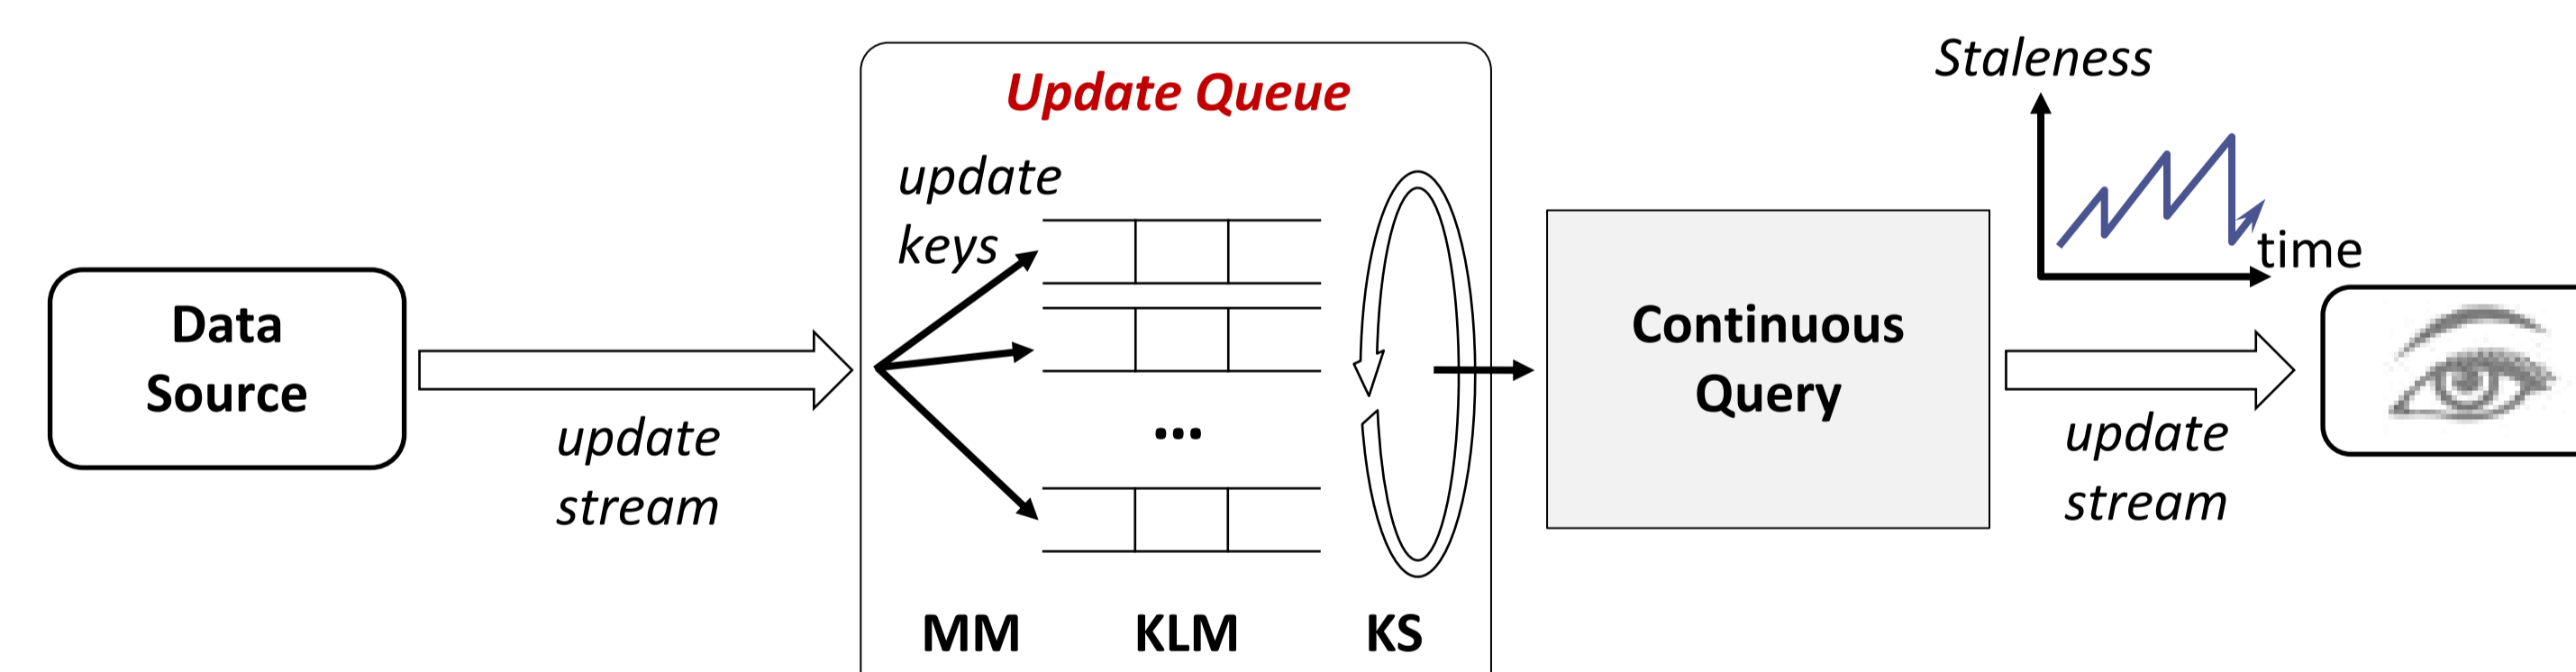 Data
Source
update
stream
Update Queue
update
keys
...
MM KLM KS
Continuous
Query
Staleness
time
update
stream